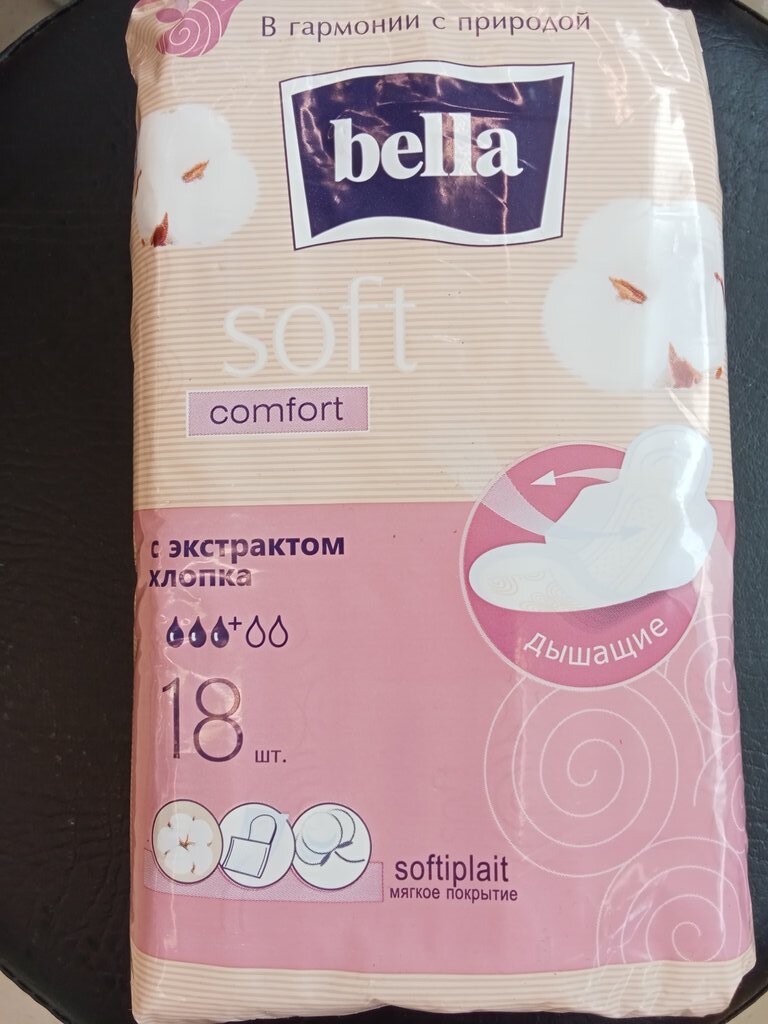 В гармонии с природой
bella
soft
comfort
с экстрактом
хлопка
+
дышащие
18 шт.
softiplait
мягкое покрытие